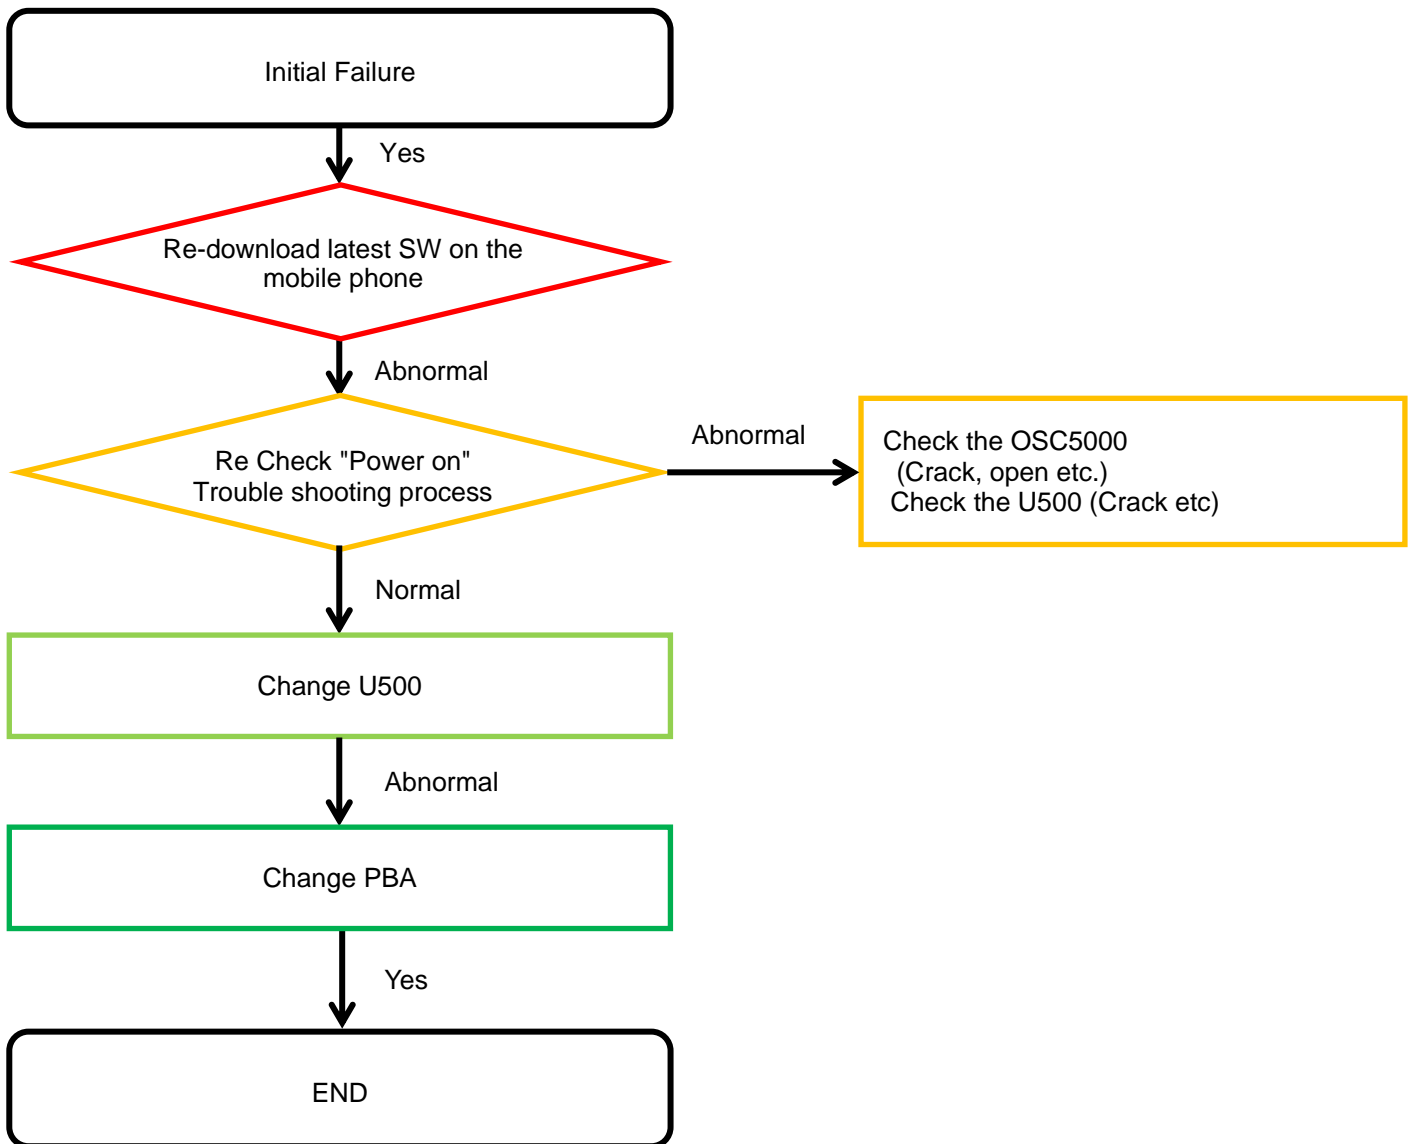 Initial Failure
Yes
Re-download latest SW on the
mobile phone
Abnormal
Re Check "Power on"
Trouble shooting process
Abnormal
Check the OSC5000
(Crack, open etc.)
Check the U500 (Crack etc)
Normal
Change U500
Abnormal
Change PBA
Yes
END